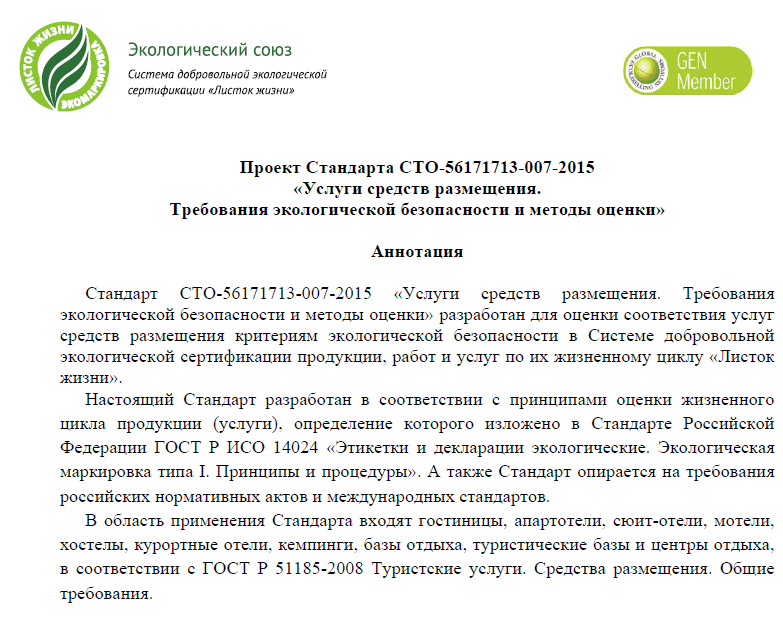 ЛИСТОК ЖИЗНИ
ЭКОМАРКИРОВКА
Экологический союз
Система добровольной экологической
сертификации «Листок жизни»
GLOBAL ECOLABELLING NETWORK
GEN
Member
Проект Стандарта СТО-56171713-007-2015
«Услуги средств размещения.
Требования экологической безопасности и методы оценки»
Аннотация
Стандарт СТО-56171713-007-2015 «Услуги средств размещения. Требования
экологической безопасности и методы оценки» разработан для оценки соответствия услуг
средств размещения критериям экологической безопасности в Системе добровольной
экологической сертификации продукции, работ и услуг по их жизненному циклу «Листок
жизни».
Настоящий Стандарт разработан в соответствии с принципами оценки жизненного
цикла продукции (услуги), определение которого изложено в Стандарте Российской
Федерации ГОСТ Р ИСО 14024 «Этикетки и декларации экологические. Экологическая
маркировка типа I. Принципы и процедуры». А также Стандарт опирается на требования
российских нормативных актов и международных стандартов.
В область применения Стандарта входят гостиницы, апартотели, сюит-отели, мотели,
хостелы, курортные отели, кемпинги, базы отдыха, туристические базы и центры отдыха,
в соответствии с ГОСТ Р 51185-2008 Туристские услуги. Средства размещения. Общие
требования.